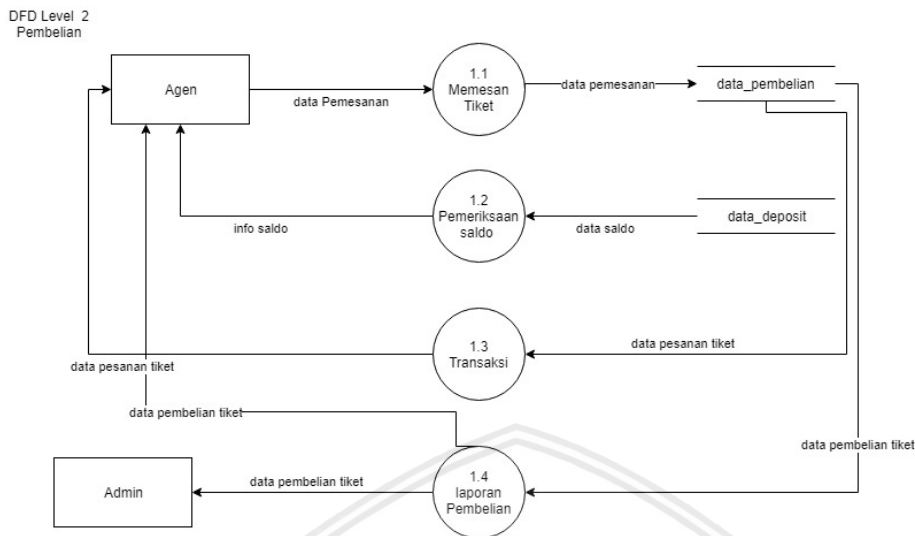 DFD Level 2
Pembelian
Agen
data Pemesanan
1.1
Memesan
Tiket
data pemesanan
data_pembelian
info saldo
1.2
Pemeriksaan
saldo
data saldo
data_deposit
data pesanan tiket
1.3
Transaksi
data pesanan tiket
data pembelian tiket
data pembelian tiket
Admin
data pembelian tiket
1.4
laporan
Pembelian